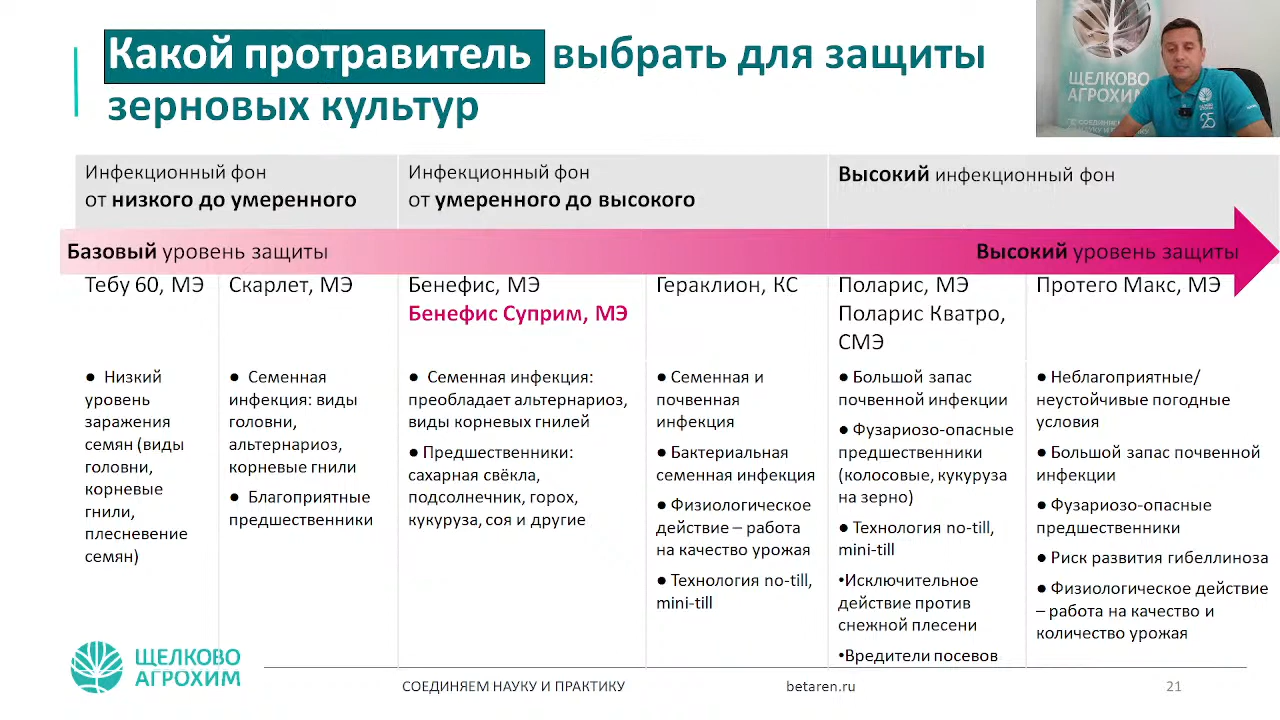 Какой протравитель выбрать для защиты
зерновых культур
ЩЕЛКОВО
АГРОХИМ
ЩЕЛКОВО
АГРОХИМ
25
Инфекционный фон
от низкого до умеренного
Инфекционный фон
от умеренного до высокого
Высокий инфекционный фон
Базовый уровень защиты
Высокий уровень защиты
Тебу 60, МЭ
● Низкий
уровень
заражения
семян (виды
головни,
корневые
гнили,
плесневение
семян)
Скарлет, МЭ
● Семенная
инфекция: виды
головни,
альтернариоз,
корневые гнили
● Благоприятные
предшественники
Бенефис, МЭ
Бенефис Суприм, МЭ
● Семенная инфекция:
преобладает альтернариоз,
виды корневых гнилей
● Предшественники:
сахарная свёкла,
подсолнечник, горох,
кукуруза, соя и другие
Гераклион, КС
● Семенная и
почвенная
инфекция
● Бактериальная
семенная инфекция
● Физиологическое
действие – работа
на качество урожая
● Технология no-till,
mini-till
Поларис, МЭ
Поларис Кватро,
СМЭ
● Большой запас
почвенной инфекции
● Фузариозо-опасные
предшественники
(колосовые, кукуруза
на зерно)
● Технология no-till,
mini-till
•Исключительное
действие против
снежной плесени
•Вредители посевов
Протего Макс, МЭ
● Неблагоприятные/
неустойчивые погодные
условия
● Большой запас почвенной
инфекции
● Фузариозо-опасные
предшественники
● Риск развития гибеллиноза
● Физиологическое действие
– работа на качество и
количество урожая
ЩЕЛКОВО
АГРОХИМ
СОЕДИНЯЕМ НАУКУ И ПРАКТИКУ
betaren.ru
21